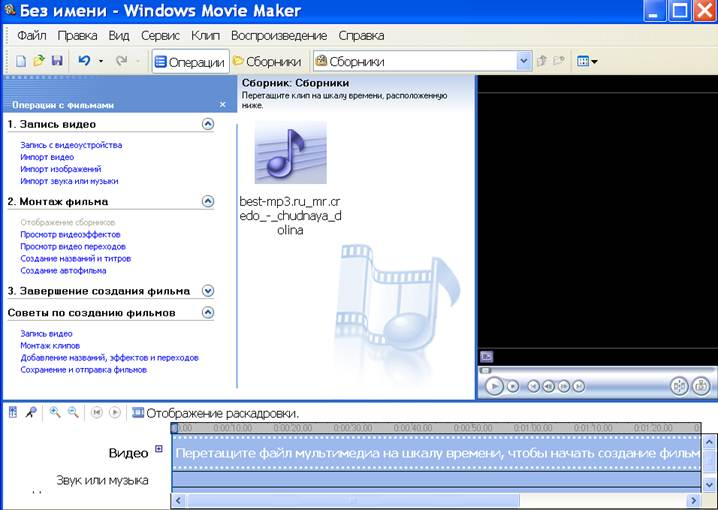 Без имени - Windows Movie Maker
Файл Правка Вид Сервис Клип Воспроизведение Справка
Операции Сборники Сборники
Операции с фильмами
1. Запись видео
Запись с видеоустройства
Импорт видео
Импорт изображений
Импорт звука или музыки
2. Монтаж фильма
Отображение сборников
Просмотр видеоэффектов
Просмотр видео переходов
Создание названий и титров
Создание автофильма
3. Завершение создания фильма
Советы по созданию фильмов
Запись видео
Монтаж клипов
Добавление названий, эффектов и переходов
Сохранение и отправка фильмов
Сборник: Сборники
Перетащите клип на шкалу времени, расположенную
ниже.
best-mp3.ru_mr.cr
edo_-_chudnaya_d
olina
Отображение раскадровки.
0:00:10.00 0:00:20.00 0:00:30.00 0:00:40.00 0:00:50.00 0:01:00.00 0:01:10.00 0:01:20.00
Видео
Перетащите файл мультимедиа на шкалу времени, чтобы начать создание фильм
Звук или музыка